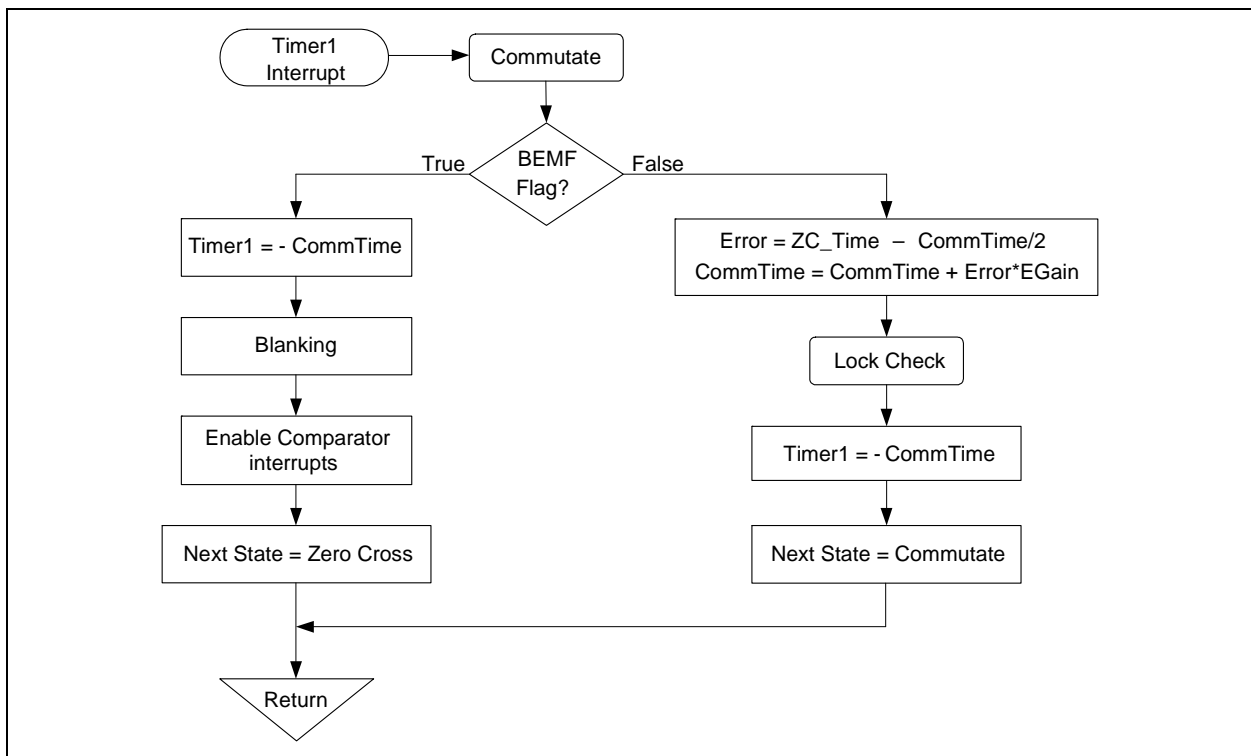 Timer1
Interrupt
Commutate
BEMF
Flag?
True
False
Timer1 = - CommTime
Blanking
Enable Comparator
interrupts
Next State = Zero Cross
Error = ZC_Time – CommTime/2
CommTime = CommTime + Error*EGain
Lock Check
Timer1 = - CommTime
Next State = Commutate
Return